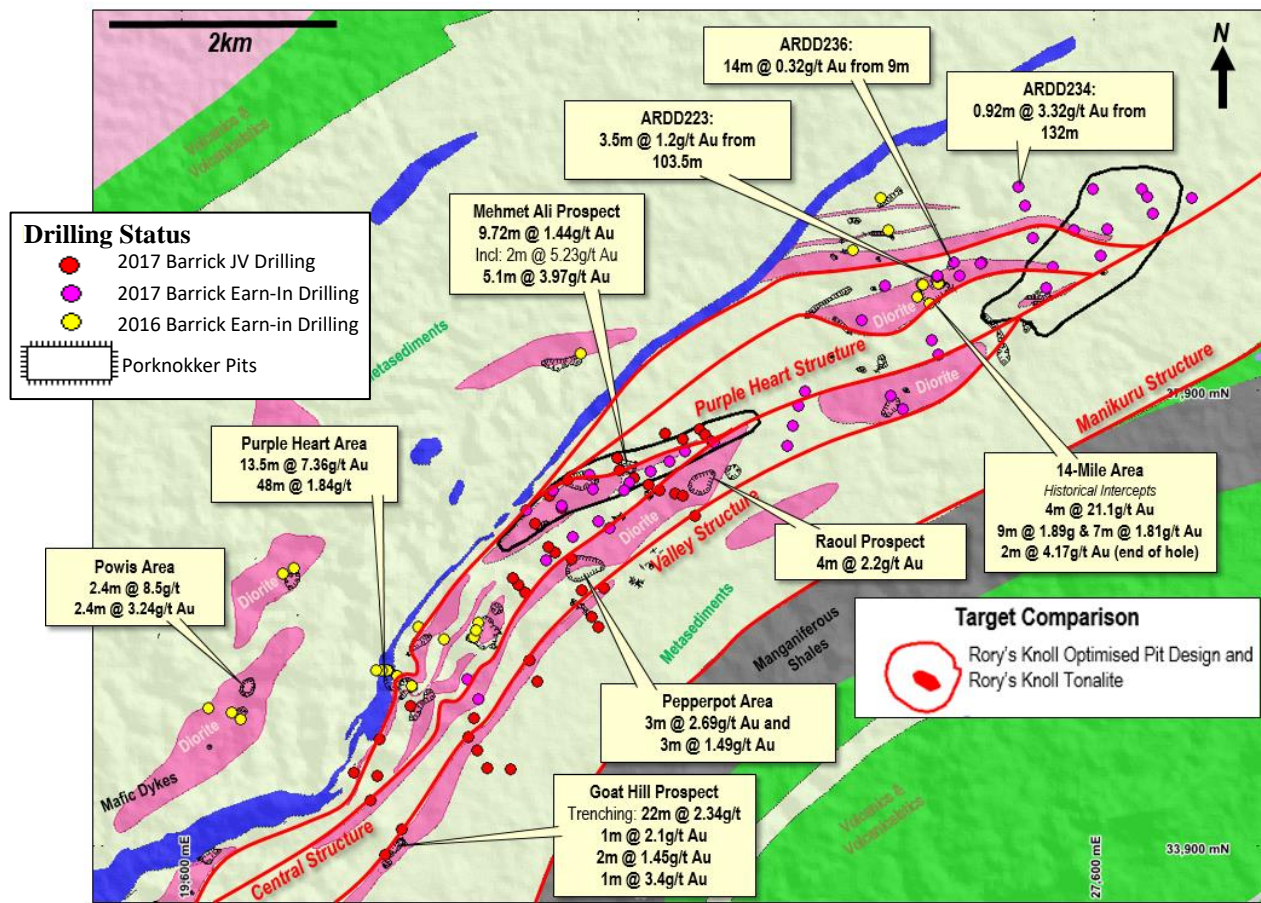 2km
N
ARDD236:
14m @ 0.32g/t Au from 9m
ARDD234:
0.92m @ 3.32g/t Au from
132m
ARDD223:
3.5m @ 1.2g/t Au from
103.5m
Volcanics &
Volcaniclastics
Mehmet Ali Prospect
9.72m @ 1.44g/t Au
Incl: 2m @ 5.23g/t Au
5.1m @ 3.97g/t Au
Drilling Status
2017 Barrick JV Drilling
2017 Barrick Earn-In Drilling
2016 Barrick Earn-in Drilling
Porknokker Pits
Metasediments
Diorite
Purple Heart Structure
Diorite
Manikuru Structure
37,900 mN
Purple Heart Area
13.5m @ 7.36g/t Au
48m @ 1.84g/t
14-Mile Area
Historical Intercepts
4m @ 21.1g/t Au
9m @ 1.89g & 7m @ 1.81g/t Au
2m @ 4.17g/t Au (end of hole)
Diorite
Valley Structure
Raoul Prospect
4m @ 2.2g/t Au
Powis Area
2.4m @ 8.5g/t
2.4m @ 3.24g/t Au
Diorite
Metasediments
Manganiferous
Shales
Target Comparison
Rory's Knoll Optimised Pit Design and
Rory's Knoll Tonalite
Pepperpot Area
3m @ 2.69g/t Au and
3m @ 1.49g/t Au
Diorite
Mafic Dykes
Goat Hill Prospect
Trenching: 22m @ 2.34g/t
1m @ 2.1g/t Au
2m @ 1.45g/t Au
1m @ 3.4g/t Au
Central Structure
Volcanics &
Volcaniclastics
19,600 mE
27,600 mE
33,900 mN